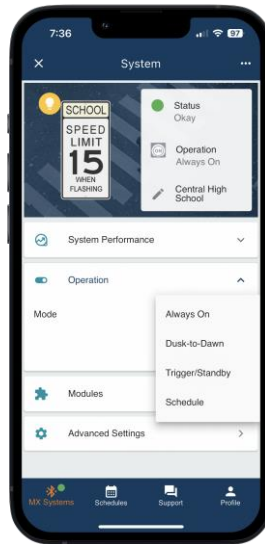 7:36
97
System
SCHOOL
SPEED
LIMIT
15
WHEN
FLASHING
Status
Okay
ON
Operation
Always On
Central High
School
System Performance
Operation
Mode
Always On
Dusk-to-Dawn
Trigger/Standby
Schedule
Modules
Advanced Settings
MX Systems
Schedules
Support
Profile